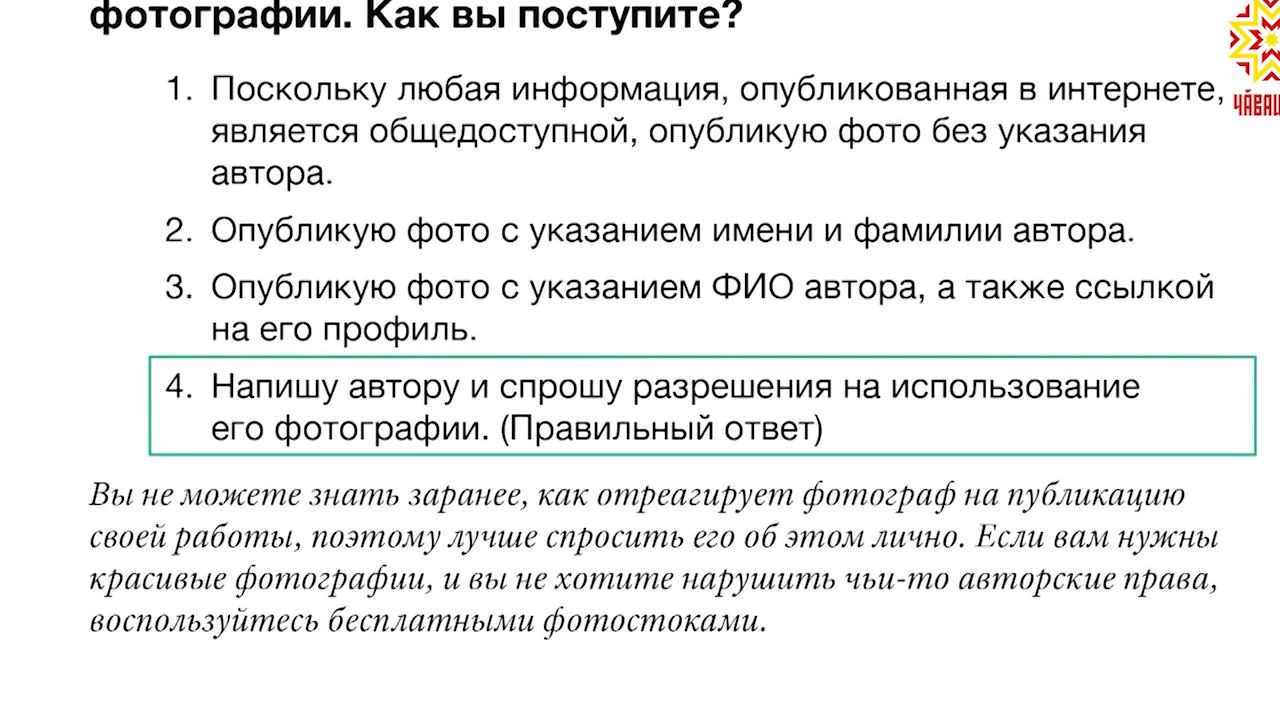 фотографии. Как вы поступите?
1. Поскольку любая информация, опубликованная в интернете,
является общедоступной, опубликую фото без указания
автора.
2. Опубликую фото с указанием имени и фамилии автора.
3. Опубликую фото с указанием ФИО автора, а также ссылкой
на его профиль.
4. Напишу автору и спрошу разрешения на использование
его фотографии. (Правильный ответ)
Вы не можете знать заранее, как отреагирует фотограф на публикацию
своей работы, поэтому лучше спросить его об этом лично. Если вам нужны
красивые фотографии, и вы не хотите нарушить чьи-то авторские права,
воспользуйтесь бесплатными фотостоками.